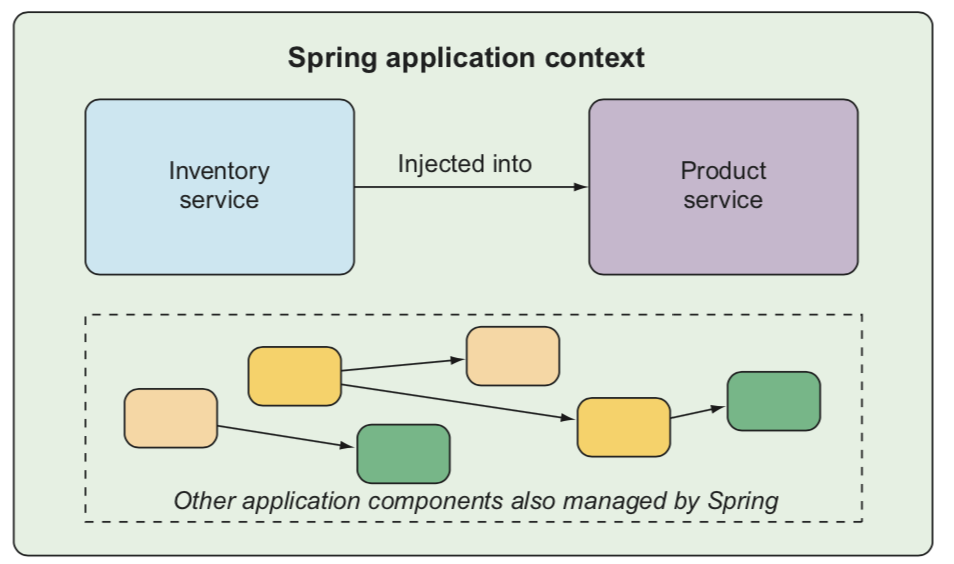 Spring application context
Inventory
service
Injected into
Product
service
Other application components also managed by Spring